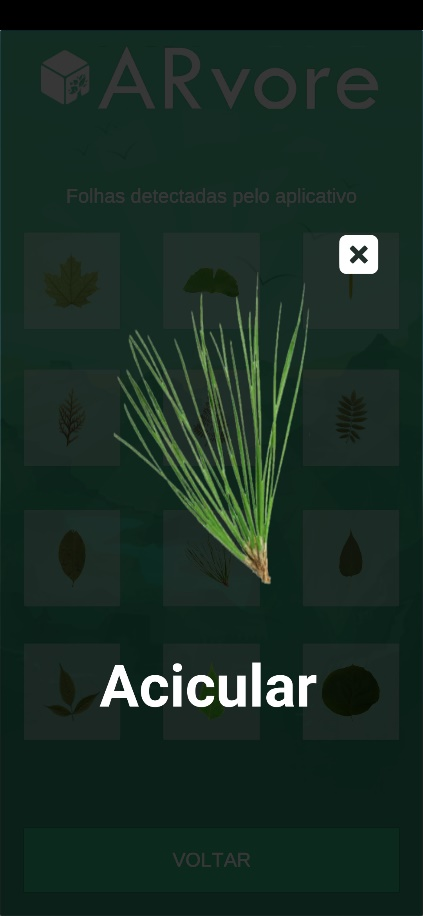 ARvore
Folhas detectadas pelo aplicativo
Acicular
VOLTAR